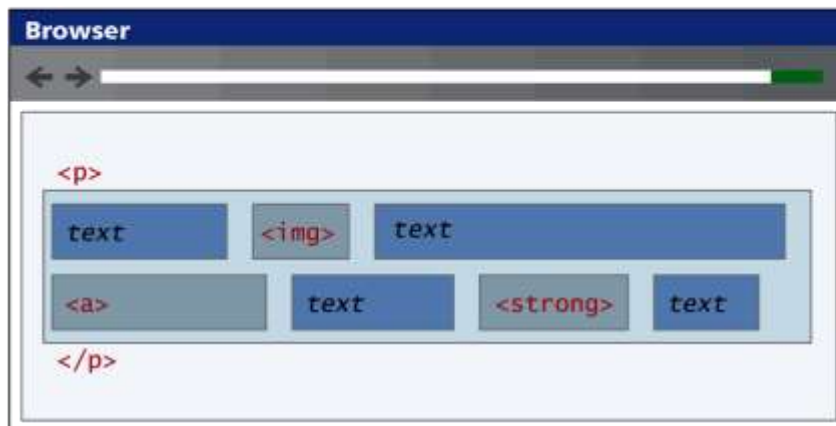 Browser
<p>
text <img> text
<a> text <strong> text
</p>